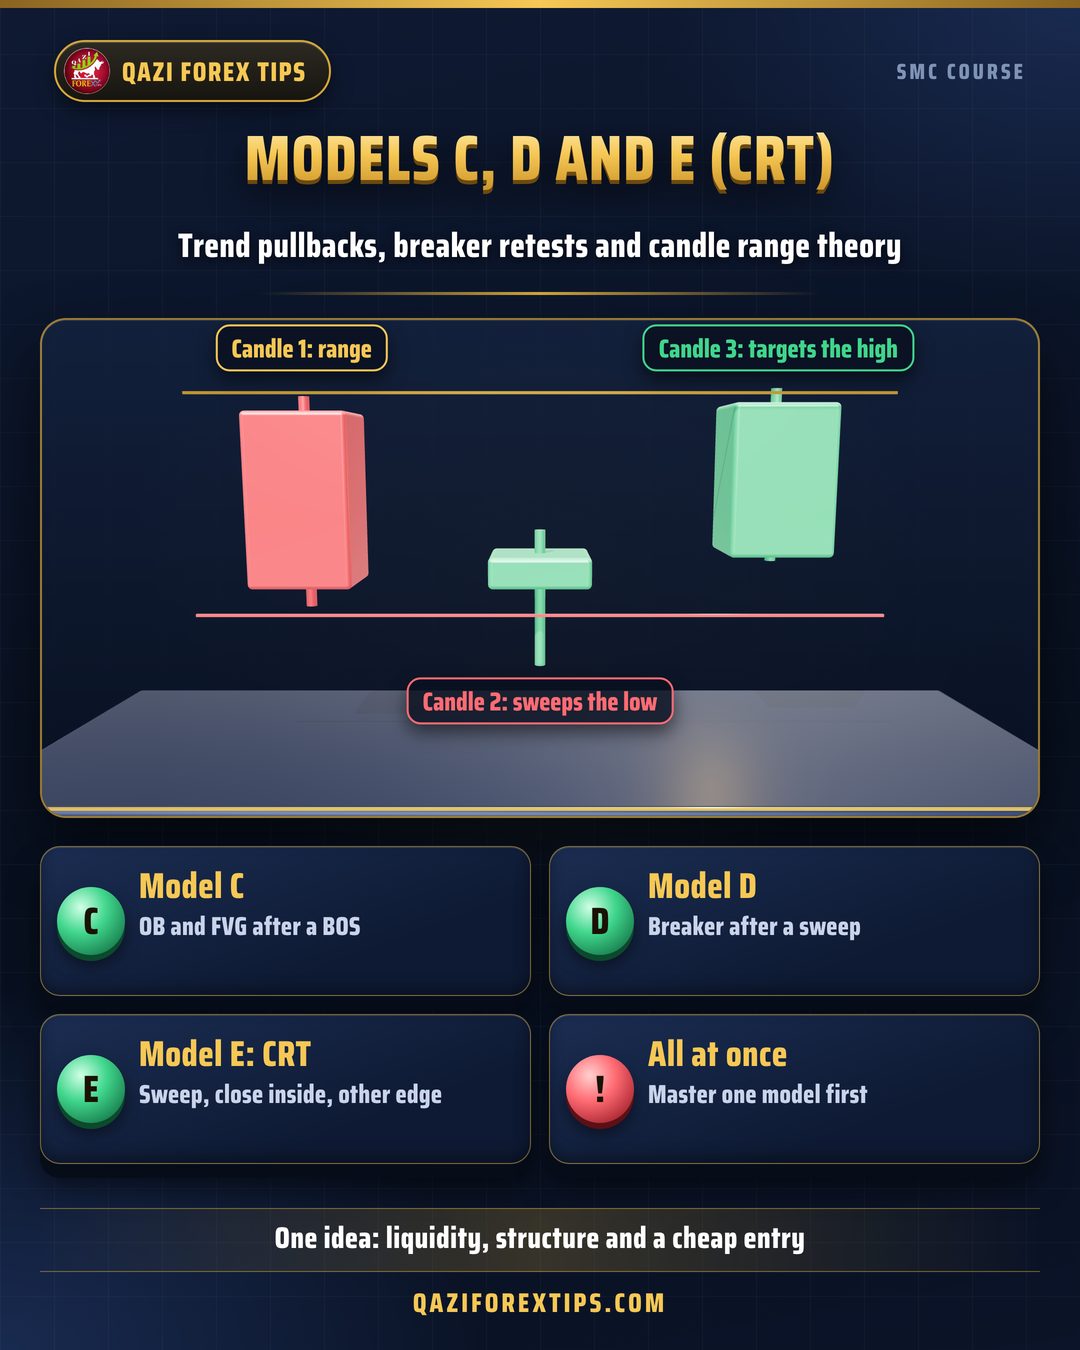 QAZI
FOREX
QAZI FOREX TIPS
SMC COURSE
MODELS C, D AND E (CRT)
Trend pullbacks, breaker retests and candle range theory
Candle 1: range
Candle 3: targets the high
Candle 2: sweeps the low
C
Model C
OB and FVG after a BOS
D
Model D
Breaker after a sweep
E
Model E: CRT
Sweep, close inside, other edge
!
All at once
Master one model first
One idea: liquidity, structure and a cheap entry
QAZIFOREXTIPS.COM